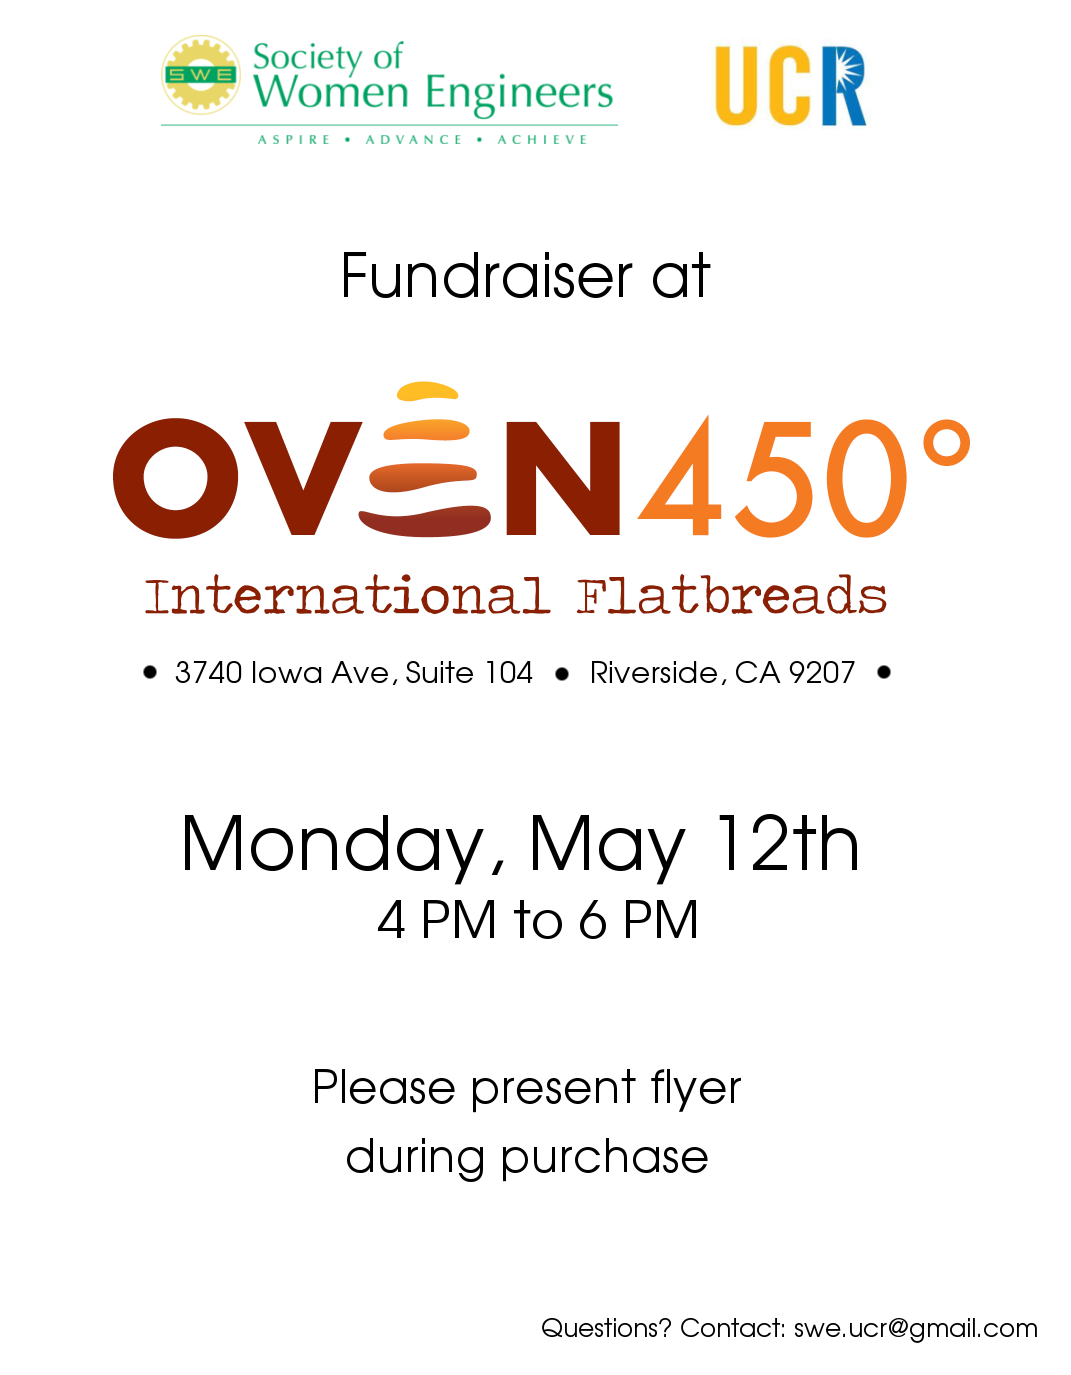 SWE
Society of
Women Engineers
ASPIRE • ADVANCE • ACHIEVE
UCR
Fundraiser at
OVEN450°
International Flatbreads
• 3740 Iowa Ave, Suite 104 • Riverside, CA 9207 •
Monday, May 12th
4 PM to 6 PM
Please present flyer
during purchase
Questions? Contact: swe.ucr@gmail.com